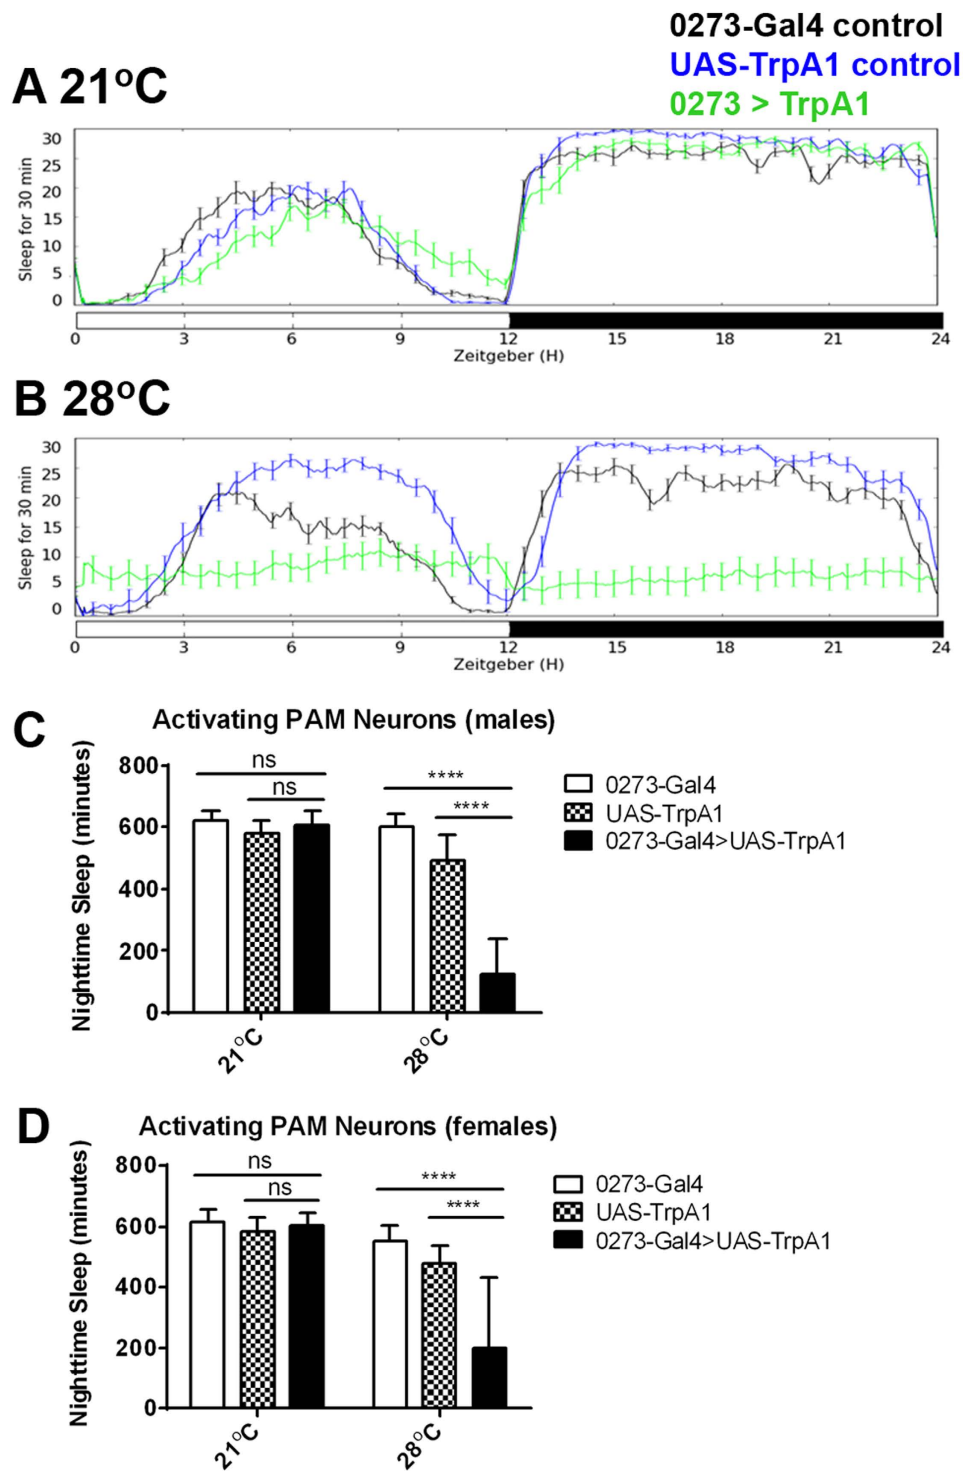 0273-Gal4 control
UAS-TrpA1 control
0273 > TrpA1
A 21°C
Sleep for 30 min
30
25
20
15
10
5
0
0 3 6 9 12 15 18 21 24
Zeitgeber (H)
B 28°C
Sleep for 30 min
30
25
20
15
10
5
0
0 3 6 9 12 15 18 21 24
Zeitgeber (H)
C
Activating PAM Neurons (males)
Nighttime Sleep (minutes)
800
600
400
200
0
ns
ns
****
****
21°C 28°C
0273-Gal4
UAS-TrpA1
0273-Gal4>UAS-TrpA1
D
Activating PAM Neurons (females)
Nighttime Sleep (minutes)
800
600
400
200
0
ns
ns
****
****
21°C 28°C
0273-Gal4
UAS-TrpA1
0273-Gal4>UAS-TrpA1